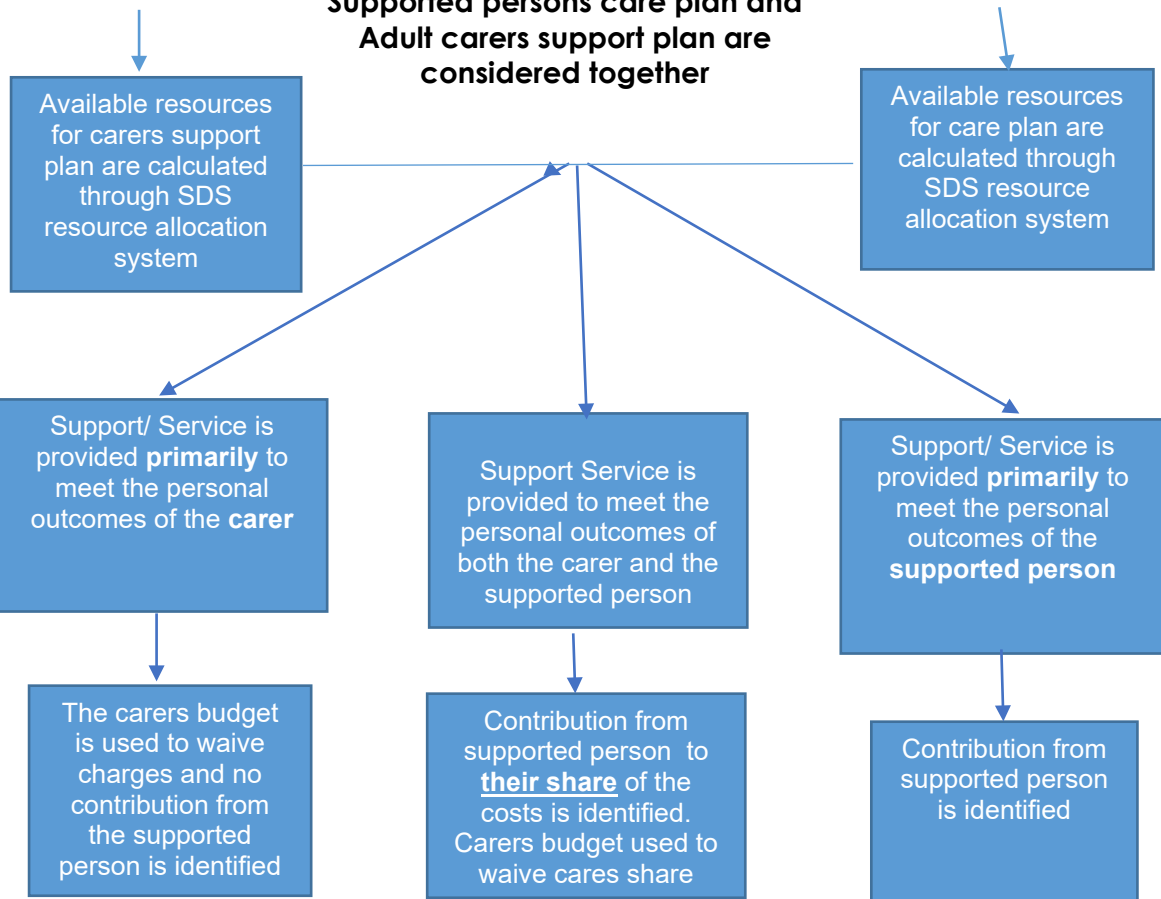 Supported persons care plan and
Adult carers support plan are
considered together
Available resources
for carers support
plan are calculated
through SDS
resource allocation
system
Available resources
for care plan are
calculated through
SDS resource
allocation system
Support/ Service is
provided primarily to
meet the personal
outcomes of the carer
Support Service is
provided to meet the
personal outcomes of
both the carer and the
supported person
Support/ Service is
provided primarily to
meet the personal
outcomes of the
supported person
The carers budget
is used to waive
charges and no
contribution from
the supported
person is identified
Contribution from
supported person to
their share of the
costs is identified.
Carers budget used to
waive cares share
Contribution from
supported person
is identified